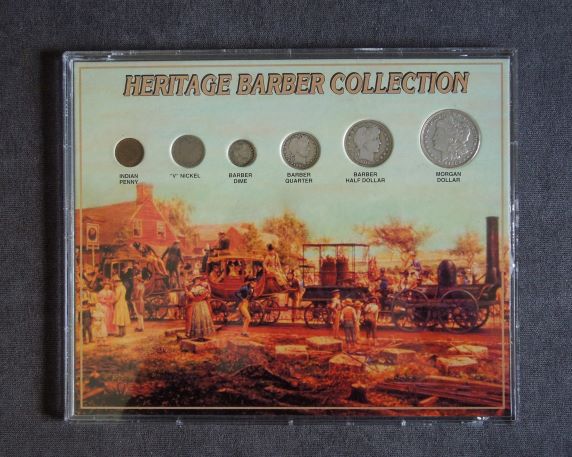 HERITAGE BARBER COLLECTION
INDIAN PENNY
"V" NICKEL
BARBER DIME
BARBER QUARTER
BARBER HALF DOLLAR
MORGAN DOLLAR